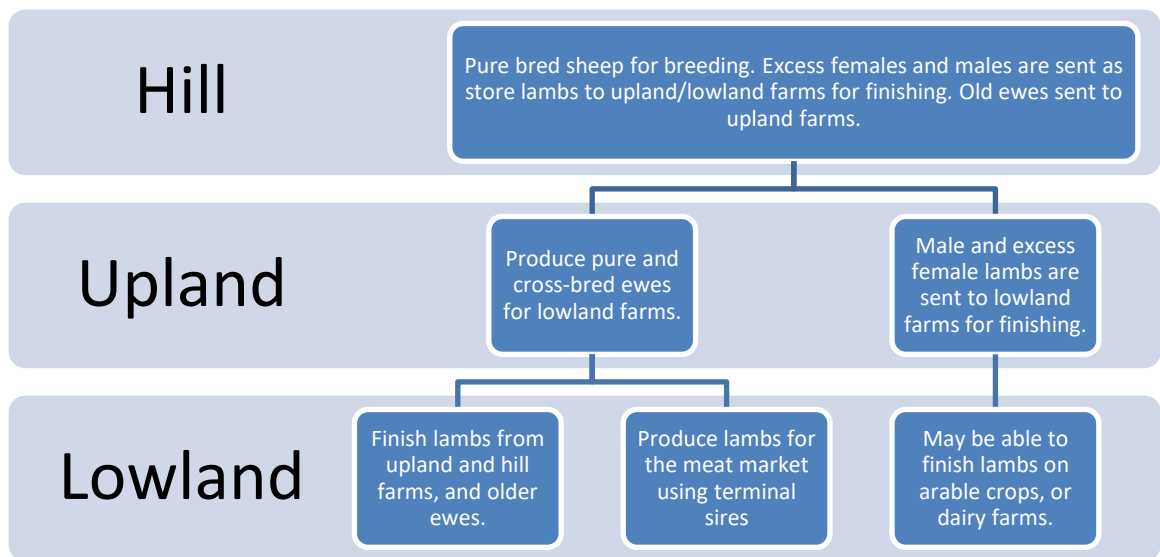 Hill
Pure bred sheep for breeding. Excess females and males are sent as
store lambs to upland/lowland farms for finishing. Old ewes sent to
upland farms.
Upland
Produce pure and
cross-bred ewes
for lowland farms.
Male and excess
female lambs are
sent to lowland
farms for finishing.
Lowland
Finish lambs from
upland and hill
farms, and older
ewes.
Produce lambs for
the meat market
using terminal
sires
May be able to
finish lambs on
arable crops, or
dairy farms.